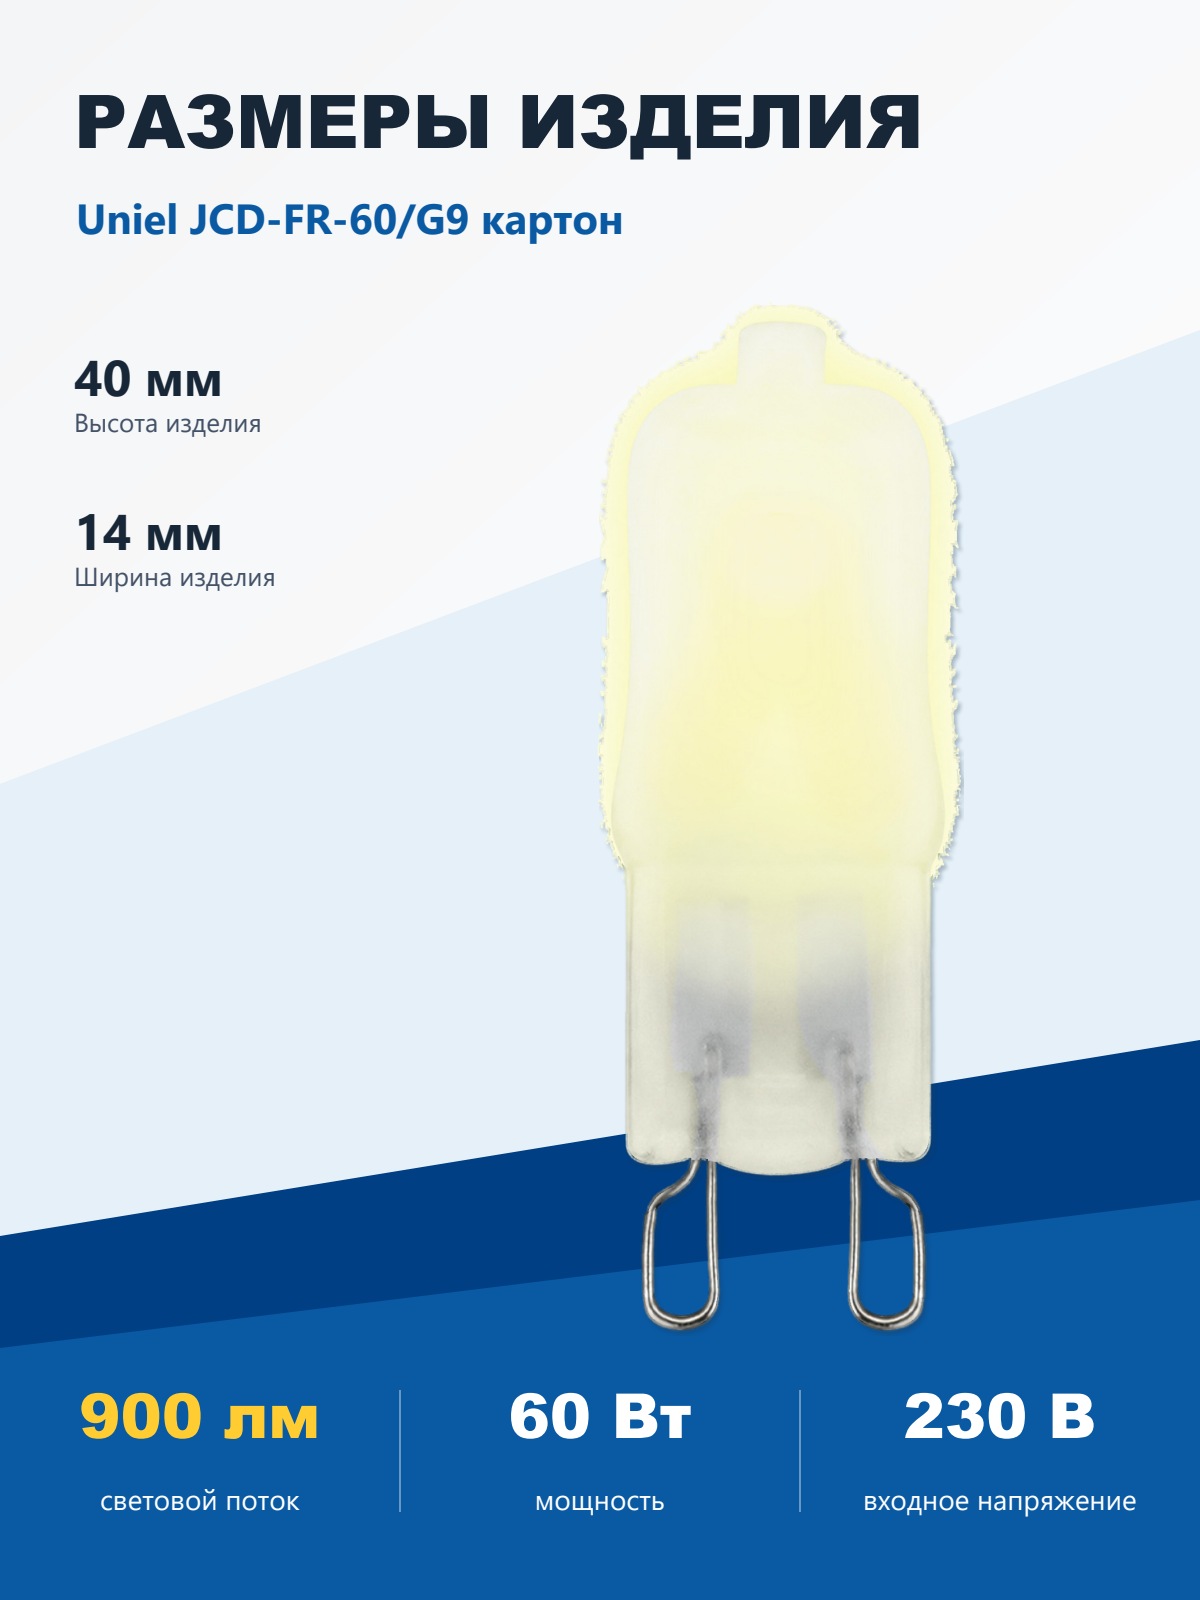 РАЗМЕРЫ ИЗДЕЛИЯ
Uniel JCD-FR-60/G9 картон
40 мм
Высота изделия
14 мм
Ширина изделия
900 лм
световой поток
60 Вт
мощность
230 В
входное напряжение